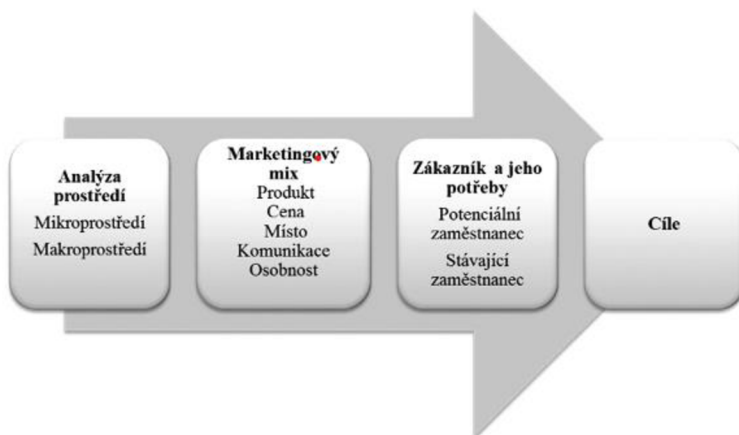 Analýza
prostředí
Mikroprostředí
Makroprostředí
Marketingový
mix
Produkt
Cena
Místo
Komunikace
Osobnost
Zákazník a jeho
potřeby
Potenciální
zaměstnanec
Stávající
zaměstnanec
Cíle